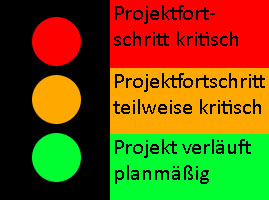 Projektfort-
schritt kritisch
Projektfortschritt
teilweise kritisch
Projekt verläuft
planmäßig